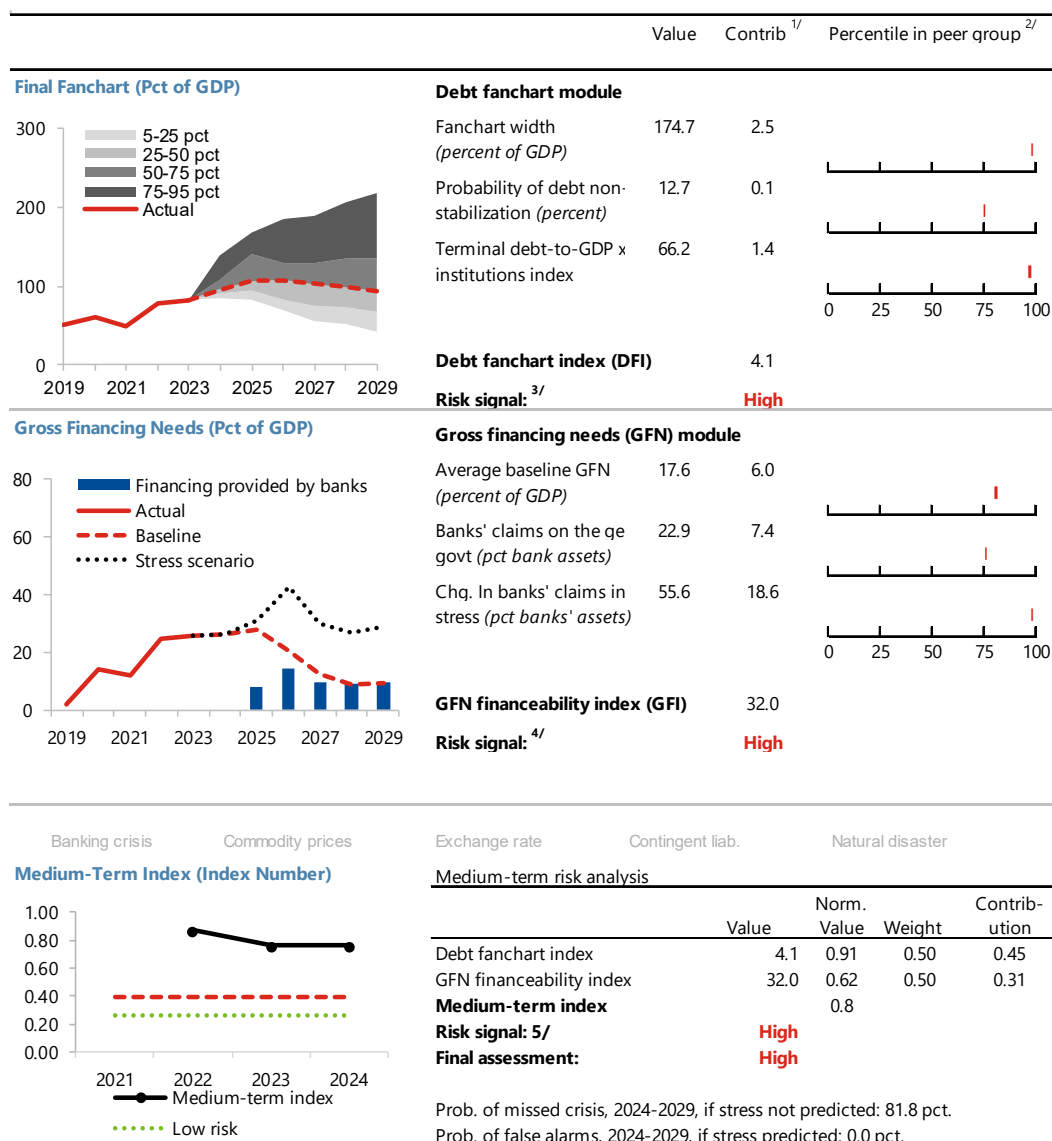 Value Contrib 1/ Percentile in peer group 2/
Final Fanchart (Pct of GDP)
300
200
100
0
5-25 pct
25-50 pct
50-75 pct
75-95 pct
Actual
2019 2021 2023 2025 2027 2029
Debt fanchart module
Fanchart width 174.7 2.5
(percent of GDP)
Probability of debt non- 12.7 0.1
stabilization (percent)
Terminal debt-to-GDP x 66.2 1.4
institutions index
0 25 50 75 100
Debt fanchart index (DFI) 4.1
Risk signal: 3/ High
Gross Financing Needs (Pct of GDP)
80
60
40
20
0
Financing provided by banks
Actual
Baseline
Stress scenario
2019 2021 2023 2025 2027 2029
Gross financing needs (GFN) module
Average baseline GFN 17.6 6.0
(percent of GDP)
Banks' claims on the ge 22.9 7.4
govt (pct bank assets)
Chg. In banks' claims in 55.6 18.6
stress (pct banks' assets)
0 25 50 75 100
GFN financeability index (GFI) 32.0
Risk signal: 4/ High
Banking crisis Commodity prices Exchange rate Contingent liab. Natural disaster
Medium-Term Index (Index Number)
1.00
0.80
0.60
0.40
0.20
0.00
2021 2022 2023 2024
Medium-term index
Low risk
Medium-term risk analysis
Norm. Contrib-
Value Value Weight ution
Debt fanchart index 4.1 0.91 0.50 0.45
GFN financeability index 32.0 0.62 0.50 0.31
Medium-term index 0.8
Risk signal: 5/ High
Final assessment: High
Prob. of missed crisis, 2024-2029, if stress not predicted: 81.8 pct.
Prob. of false alarms, 2024-2029, if stress predicted: 0.0 pct.